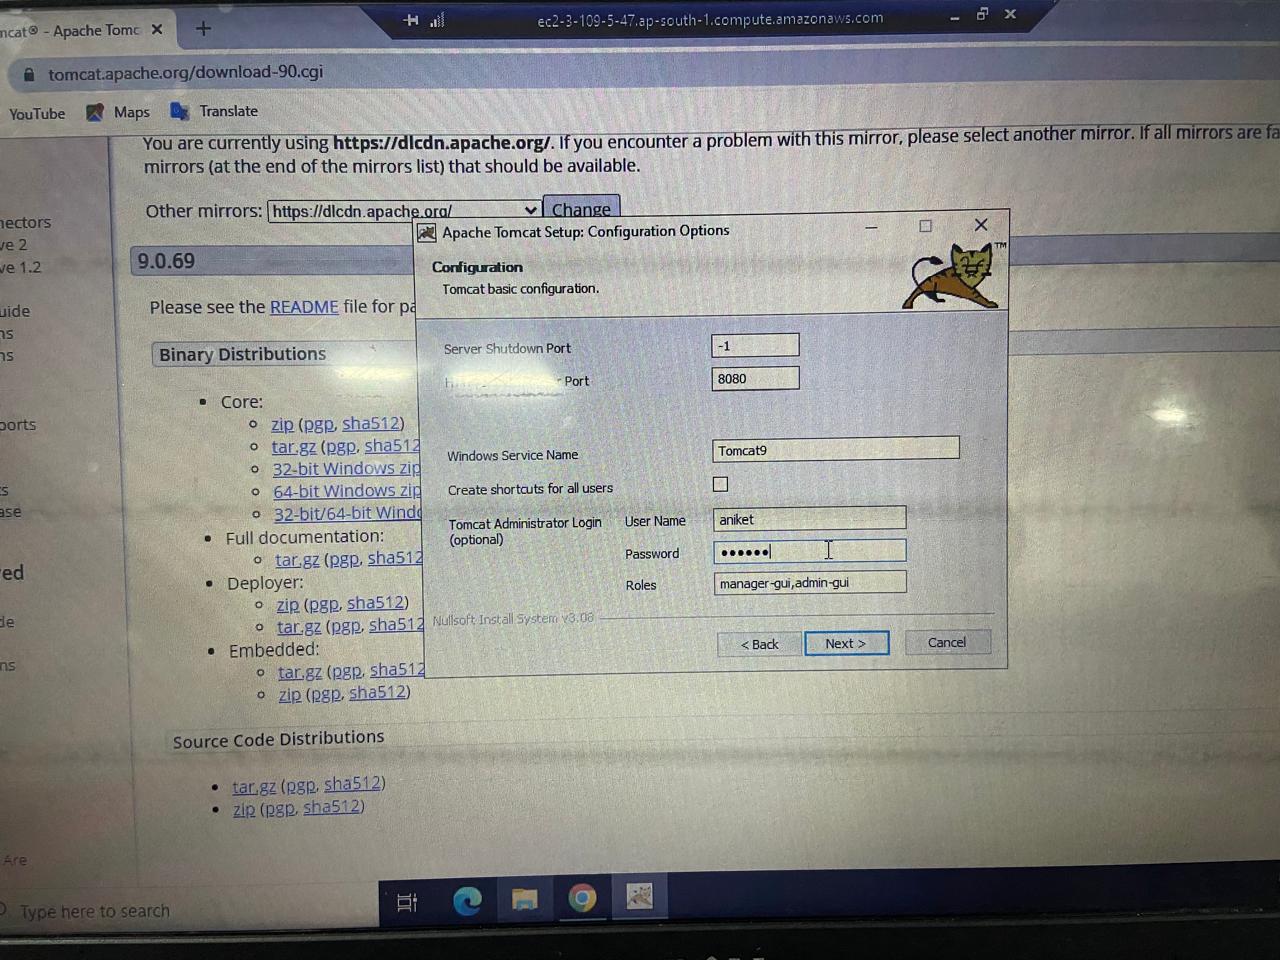 ncat® - Apache Tomc
ec2-3-109-5-47.ap-south-1.compute.amazonaws.com
tomcat.apache.org/download-90.cgi
YouTube Maps Translate
You are currently using https://dlcdn.apache.org/. If you encounter a problem with this mirror, please select another mirror. If all mirrors are fa
mirrors (at the end of the mirrors list) that should be available.
Other mirrors: https://dlcdn.apache.org/ Change
nectors
ve 2
ve 1.2
uide
ns
ns
ports
ts
ase
ed
de
ns
Are
9.0.69
Please see the README file for pa
Binary Distributions
Core:
zip (pgp, sha512)
tar.gz (pgp, sha512
32-bit Windows zip
64-bit Windows zip
32-bit/64-bit Windo
Full documentation:
tar.gz (pgp, sha512
Deployer:
zip (pgp, sha512)
tar.gz (pgp, sha512
Embedded:
tar.gz (pgp, sha512
zip (pgp, sha512)
Source Code Distributions
tar.gz (pgp, sha512)
zip (pgp, sha512)
Apache Tomcat Setup: Configuration Options
Configuration
Tomcat basic configuration.
TM
Server Shutdown Port -1
Port 8080
Windows Service Name Tomcat9
Create shortcuts for all users
Tomcat Administrator Login
(optional)
User Name aniket
Password ••••••
Roles manager-gui,admin-gui
Nullsoft Install System v3.08
< Back Next > Cancel
Type here to search